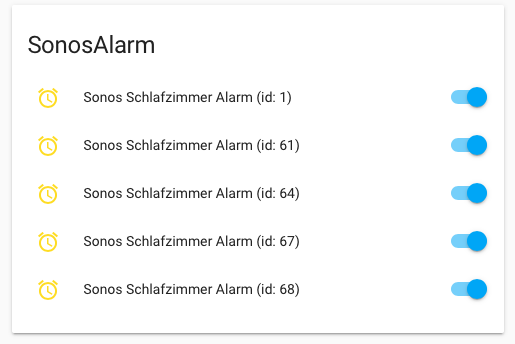 SonosAlarm
Sonos Schlafzimmer Alarm (id: 1)
Sonos Schlafzimmer Alarm (id: 61)
Sonos Schlafzimmer Alarm (id: 64)
Sonos Schlafzimmer Alarm (id: 67)
Sonos Schlafzimmer Alarm (id: 68)